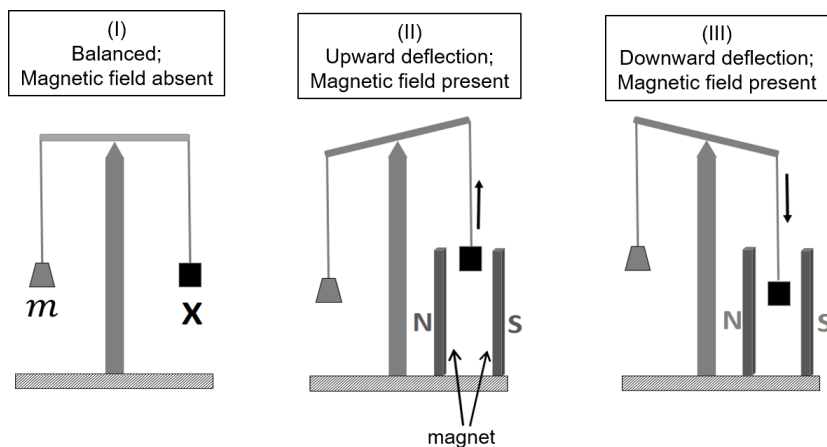 (I)
Balanced;
Magnetic field absent
(II)
Upward deflection;
Magnetic field present
(III)
Downward deflection;
Magnetic field present
m
X
N
S
N
S
magnet